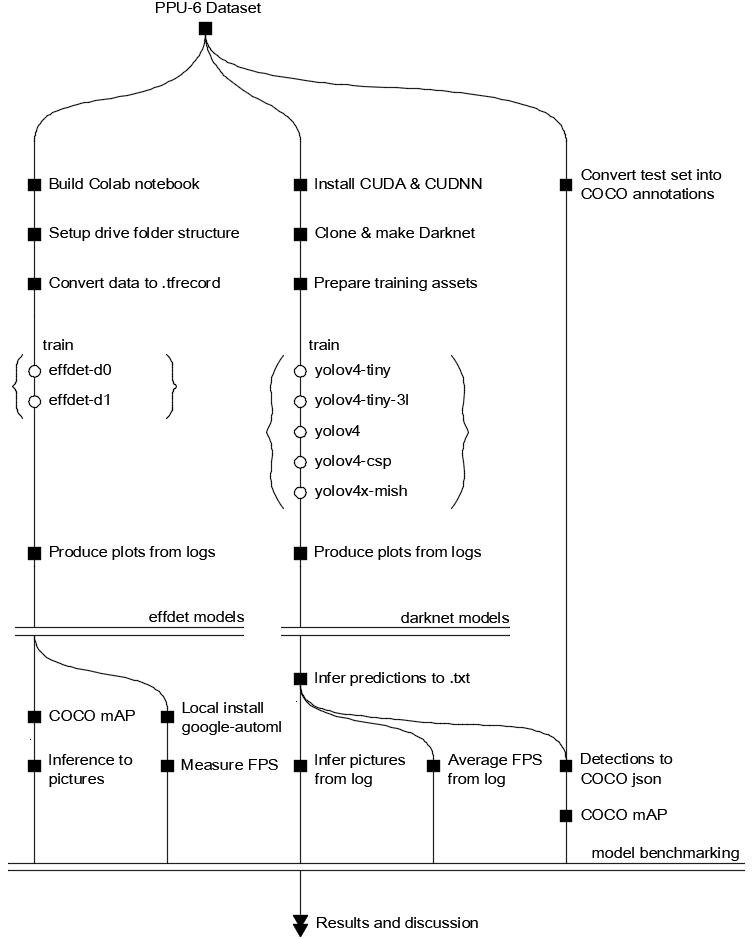 PPU-6 Dataset
Build Colab notebook
Setup drive folder structure
Convert data to .tfrecord
train
effdet-d0
effdet-d1
Produce plots from logs
effdet models
COCO mAP
Inference to
pictures
Local install
google-automl
Measure FPS
Install CUDA & CUDNN
Clone & make Darknet
Prepare training assets
train
yolov4-tiny
yolov4-tiny-3l
yolov4
yolov4-csp
yolov4x-mish
Produce plots from logs
darknet models
Infer predictions to .txt
Infer pictures
from log
Average FPS
from log
Convert test set into
COCO annotations
Detections to
COCO json
COCO mAP
model benchmarking
Results and discussion